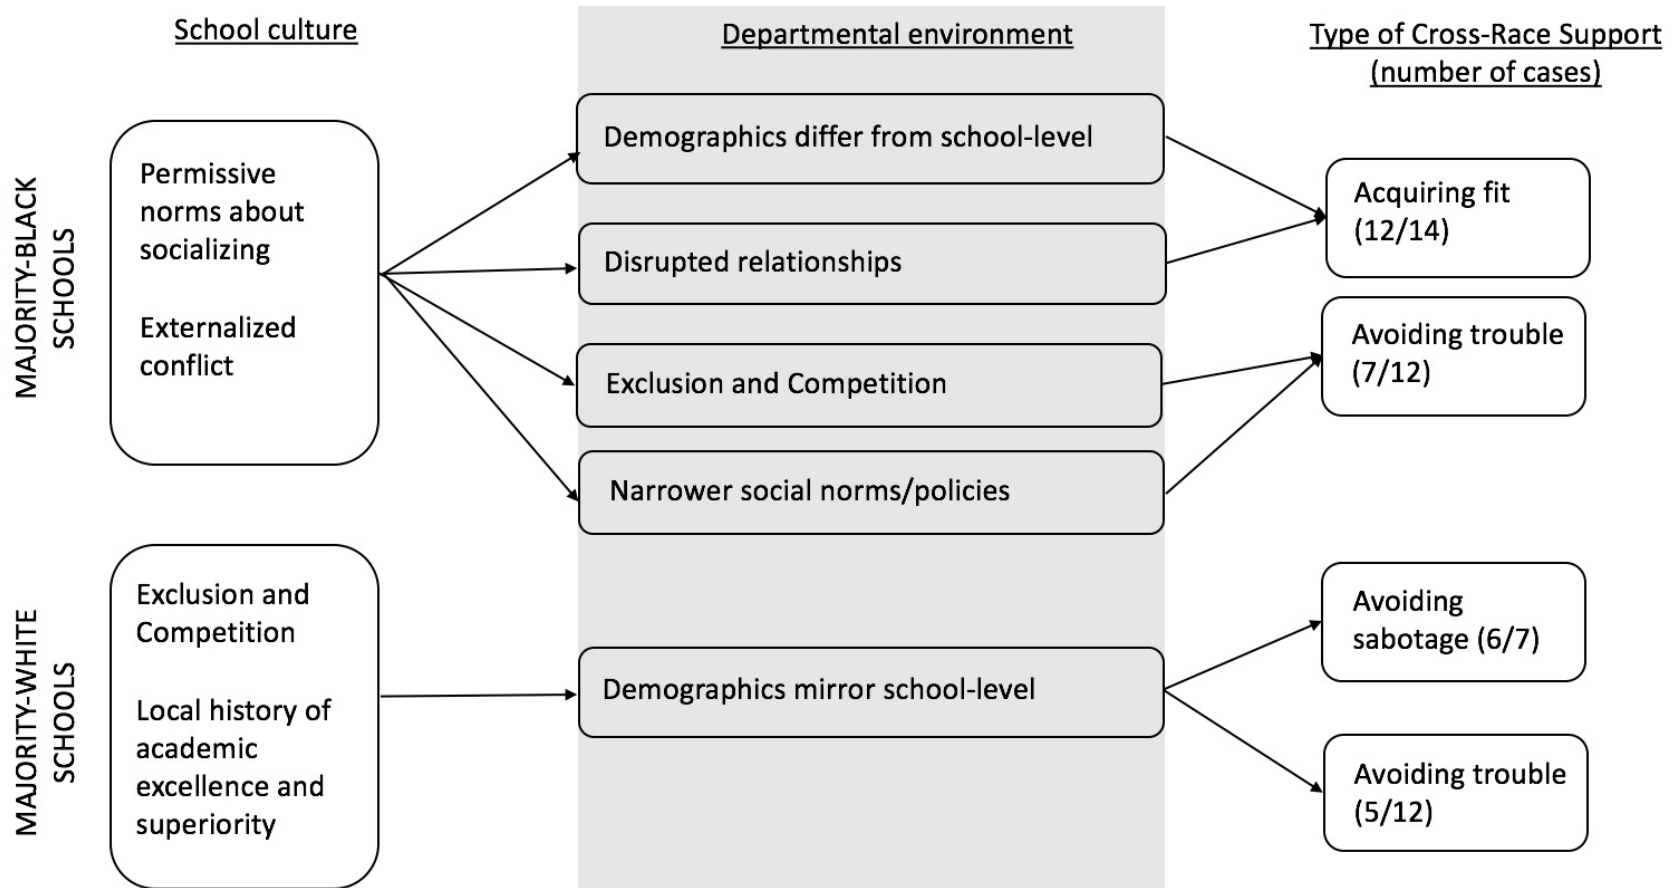 School culture
Departmental environment
Type of Cross-Race Support
(number of cases)
MAJORITY-BLACK
SCHOOLS
Permissive
norms about
socializing
Externalized
conflict
Demographics differ from school-level
Disrupted relationships
Exclusion and Competition
Narrower social norms/policies
Acquiring fit
(12/14)
Avoiding trouble
(7/12)
MAJORITY-WHITE
SCHOOLS
Exclusion and
Competition
Local history of
academic
excellence and
superiority
Demographics mirror school-level
Avoiding
sabotage (6/7)
Avoiding trouble
(5/12)